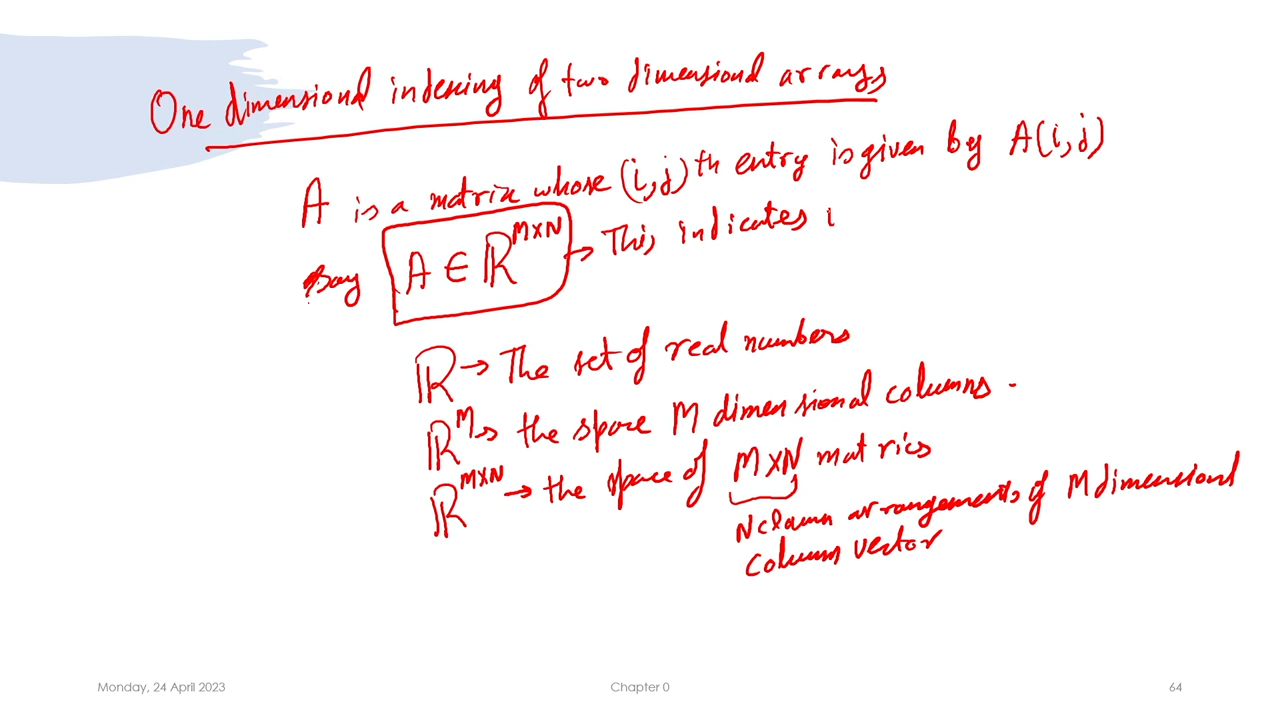 One dimensional indexing of two dimensional arrays
A is a matrix whose (i,j)th entry is given by A(i,j)
Say A ∈ ℝ^{M×N} → This indicates
ℝ → The set of real numbers
ℝ^M → the space M dimensional columns.
ℝ^{M×N} → the space of M×N matrics
N column arrangements of M dimensional
column vector
Monday, 24 April 2023
Chapter 0
64